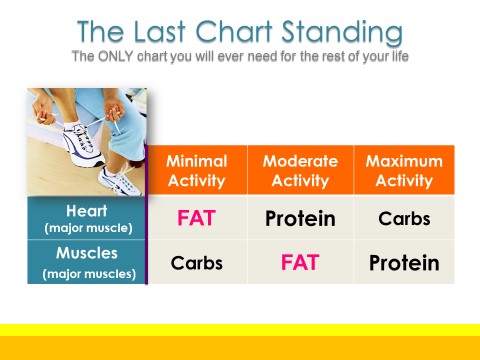 The Last Chart Standing
The ONLY chart you will ever need for the rest of your life
Minimal Activity
Moderate Activity
Maximum Activity
Heart
(major muscle)
FAT
Protein
Carbs
Muscles
(major muscles)
Carbs
FAT
Protein